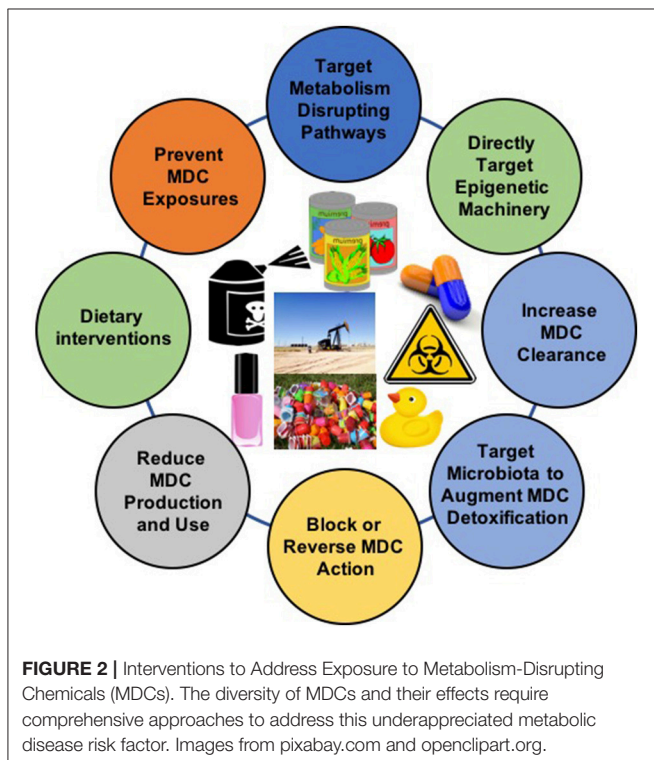 Target
Metabolism
Disrupting
Pathways
Directly
Target
Epigenetic
Machinery
Increase
MDC
Clearance
Target
Microbiota to
Augment MDC
Detoxification
Block or
Reverse MDC
Action
Reduce
MDC
Production
and Use
Dietary
interventions
Prevent
MDC
Exposures
muimang
muimang
muimang
FIGURE 2 | Interventions to Address Exposure to Metabolism-Disrupting
Chemicals (MDCs). The diversity of MDCs and their effects require
comprehensive approaches to address this underappreciated metabolic
disease risk factor. Images from pixabay.com and openclipart.org.